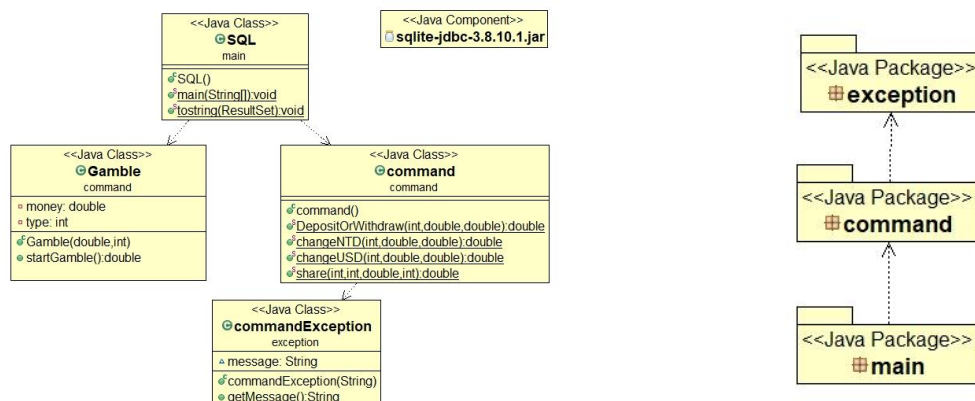 <<Java Class>>
SQL
main
SQL()
main(String[]):void
tostring(ResultSet):void
<<Java Component>>
sqlite-jdbc-3.8.10.1.jar
<<Java Class>>
Gamble
command
money: double
type: int
Gamble(double,int)
startGamble():double
<<Java Class>>
command
command
command()
DepositOrWithdraw(int,double,double):double
changeNTD(int,double,double):double
changeUSD(int,double,double):double
share(int,int,double,int):double
<<Java Class>>
commandException
exception
message: String
commandException(String)
getMessage():String
<<Java Package>>
exception
<<Java Package>>
command
<<Java Package>>
main